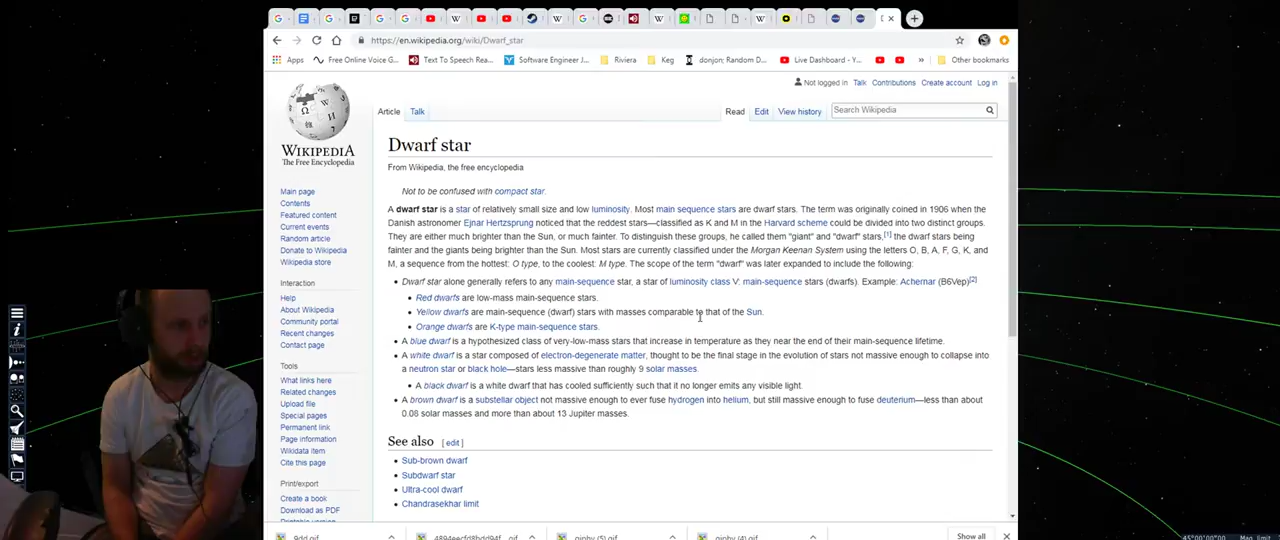 https://en.wikipedia.org/wiki/Dwarf_star
Apps Free Online Voice G... Text To Speech Rea... Software Engineer J... Riviera Keg donjon; Random D... Live Dashboard - Y... » Other bookmarks
Not logged in Talk Contributions Create account Log in
Article Talk Read Edit View history Search Wikipedia
WIKIPEDIA
The Free Encyclopedia
Main page
Contents
Featured content
Current events
Random article
Donate to Wikipedia
Wikipedia store
Interaction
Help
About Wikipedia
Community portal
Recent changes
Contact page
Tools
What links here
Related changes
Upload file
Special pages
Permanent link
Page information
Wikidata item
Cite this page
Print/export
Create a book
Download as PDF
Printable version
Dwarf star
From Wikipedia, the free encyclopedia
Not to be confused with compact star.
A dwarf star is a star of relatively small size and low luminosity. Most main sequence stars are dwarf stars. The term was originally coined in 1906 when the
Danish astronomer Ejnar Hertzsprung noticed that the reddest stars—classified as K and M in the Harvard scheme could be divided into two distinct groups.
They are either much brighter than the Sun, or much fainter. To distinguish these groups, he called them "giant" and "dwarf" stars,[1] the dwarf stars being
fainter and the giants being brighter than the Sun. Most stars are currently classified under the Morgan Keenan System using the letters O, B, A, F, G, K, and
M, a sequence from the hottest: O type, to the coolest: M type. The scope of the term "dwarf" was later expanded to include the following:
• Dwarf star alone generally refers to any main-sequence star, a star of luminosity class V: main-sequence stars (dwarfs). Example: Achernar (B6Vep)[2]
• Red dwarfs are low-mass main-sequence stars.
• Yellow dwarfs are main-sequence (dwarf) stars with masses comparable to that of the Sun.
• Orange dwarfs are K-type main-sequence stars.
• A blue dwarf is a hypothesized class of very-low-mass stars that increase in temperature as they near the end of their main-sequence lifetime.
• A white dwarf is a star composed of electron-degenerate matter, thought to be the final stage in the evolution of stars not massive enough to collapse into
a neutron star or black hole—stars less massive than roughly 9 solar masses.
• A black dwarf is a white dwarf that has cooled sufficiently such that it no longer emits any visible light.
• A brown dwarf is a substellar object not massive enough to ever fuse hydrogen into helium, but still massive enough to fuse deuterium—less than about
0.08 solar masses and more than about 13 Jupiter masses.
See also [ edit ]
• Sub-brown dwarf
• Subdwarf star
• Ultra-cool dwarf
• Chandrasekhar limit
9dd.gif giphy (5).gif giphy (4).gif Show all
45°00'00.00"